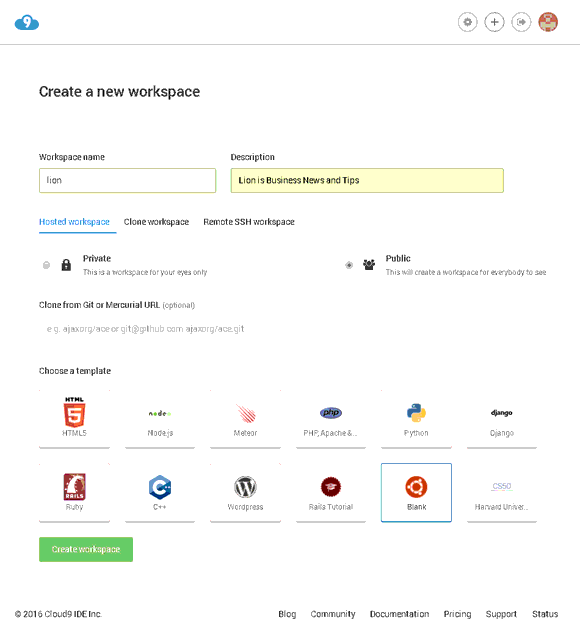 9
Create a new workspace
Workspace name
Description
lion
Lion is Business News and Tips
Hosted workspace
Clone workspace
Remote SSH workspace
Private
This is a workspace for your eyes only
Public
This will create a workspace for everybody to see
Clone from Git or Mercurial URL (optional)
e.g. ajaxorg/ace or git@github.com:ajaxorg/ace.git
Choose a template
HTML
5
HTML5
node
Node.js
Meteor
php
PHP, Apache & ...
Python
django
Django
RAILS
Ruby
C++
C++
W
Wordpress
Rails Tutorial
Blank
CS50
Harvard Univer...
Create workspace
© 2016 Cloud9 IDE Inc.
Blog
Community
Documentation
Pricing
Support
Status